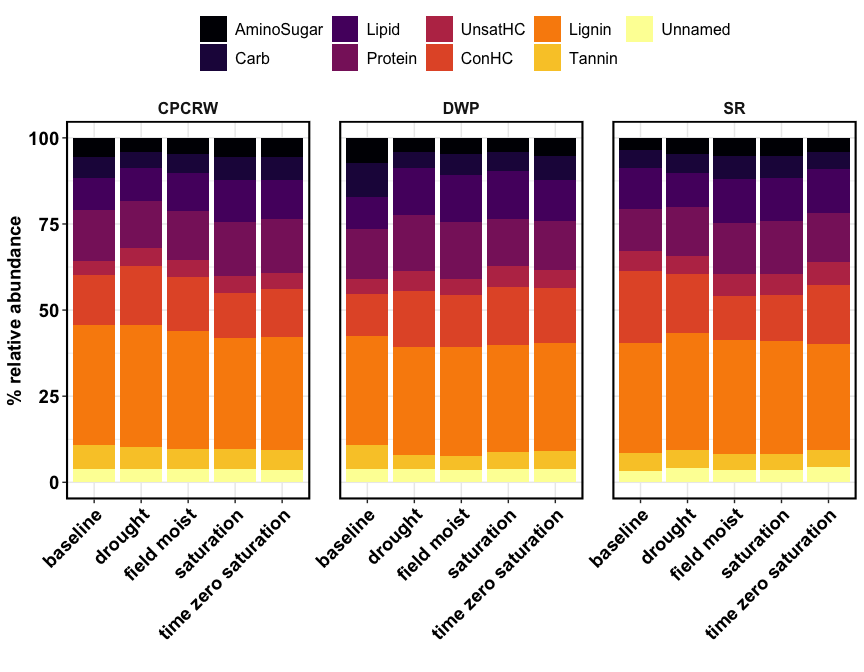 AminoSugar Lipid UnsatHC Lignin Unnamed
Carb Protein ConHC Tannin
CPCRW DWP SR
% relative abundance
100
75
50
25
0
baseline drought field moist saturation time zero saturation
baseline drought field moist saturation time zero saturation
baseline drought field moist saturation time zero saturation